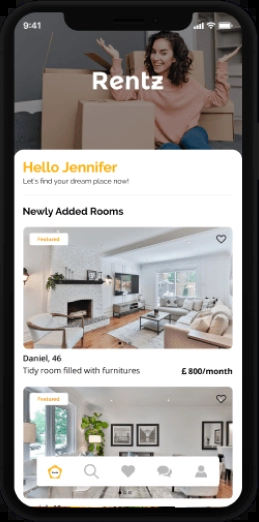 9:41
Rentz
Hello Jennifer
Let's find your dream place now!
Newly Added Rooms
Featured
Daniel, 46
Tidy room filled with furnitures
£ 800/month
Featured